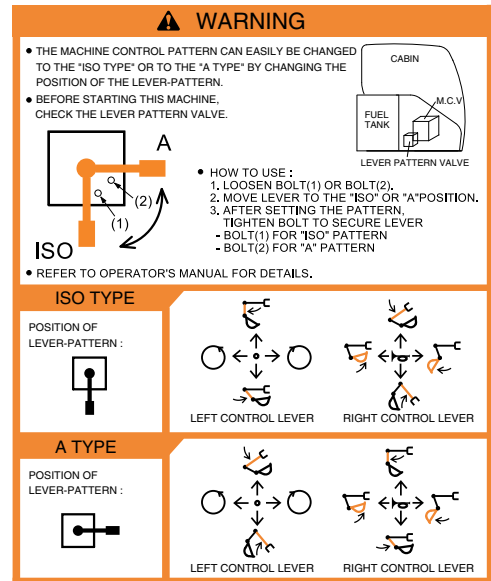 WARNING
• THE MACHINE CONTROL PATTERN CAN EASILY BE CHANGED
TO THE "ISO TYPE" OR TO THE "A TYPE" BY CHANGING THE
POSITION OF THE LEVER-PATTERN.
• BEFORE STARTING THIS MACHINE,
CHECK THE LEVER PATTERN VALVE.
CABIN
M.C.V
FUEL
TANK
LEVER PATTERN VALVE
A
(2)
(1)
ISO
• HOW TO USE :
1. LOOSEN BOLT(1) OR BOLT(2).
2. MOVE LEVER TO THE "ISO" OR "A"POSITION.
3. AFTER SETTING THE PATTERN,
TIGHTEN BOLT TO SECURE LEVER
- BOLT(1) FOR "ISO" PATTERN
- BOLT(2) FOR "A" PATTERN
• REFER TO OPERATOR'S MANUAL FOR DETAILS.
ISO TYPE
POSITION OF
LEVER-PATTERN :
LEFT CONTROL LEVER
RIGHT CONTROL LEVER
A TYPE
POSITION OF
LEVER-PATTERN :
LEFT CONTROL LEVER
RIGHT CONTROL LEVER